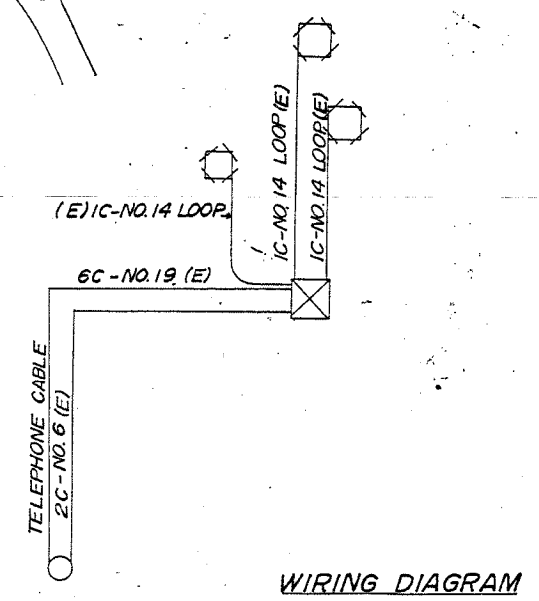 1C-NO. 14 LOOP (E)
1C-NO. 14 LOOP (E)
(E) 1C-NO. 14 LOOP
6C-NO. 19 (E)
TELEPHONE CABLE
2C-NO. 6 (E)
WIRING DIAGRAM